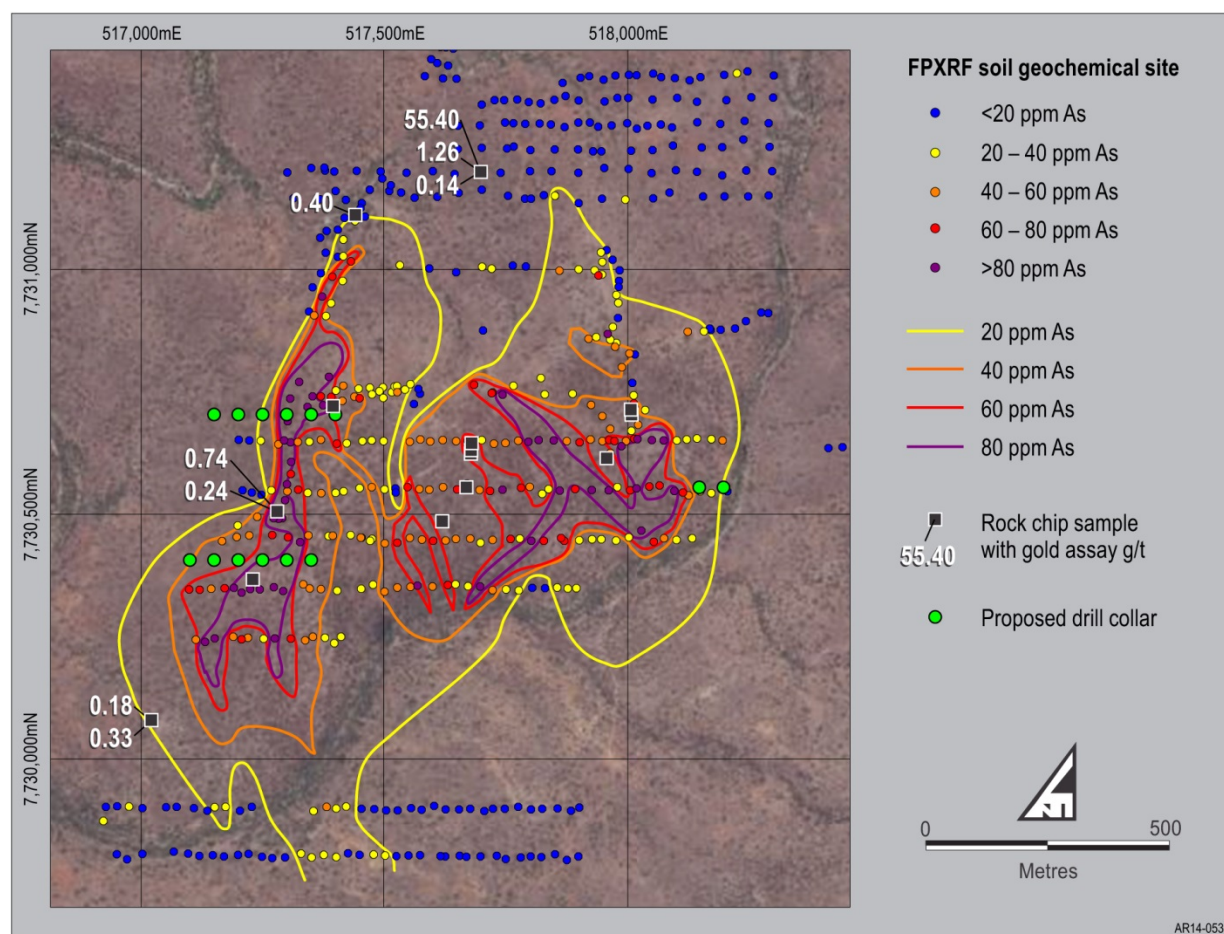 517,000mE
517,500mE
518,000mE
7,731,000mN
7,730,500mN
7,730,000mN
55.40
1.26
0.14
0.40
0.74
0.24
0.18
0.33
FPXRF soil geochemical site
<20 ppm As
20 – 40 ppm As
40 – 60 ppm As
60 – 80 ppm As
>80 ppm As
20 ppm As
40 ppm As
60 ppm As
80 ppm As
Rock chip sample
55.40 with gold assay g/t
Proposed drill collar
0 500
Metres
AR14-053